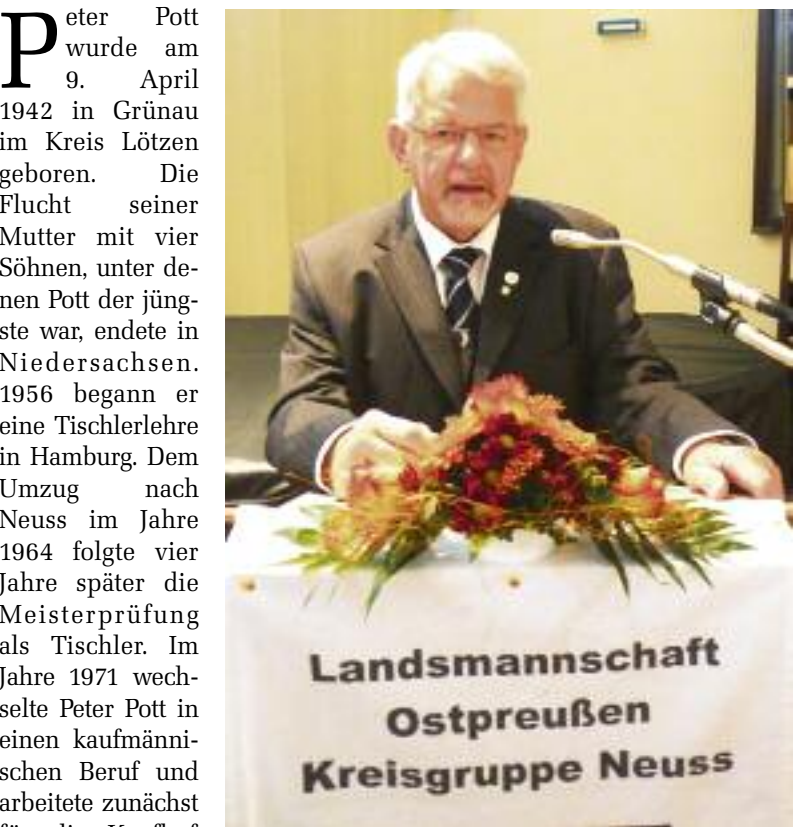 Peter Pott
wurde am
9. April
1942 in Grünau
im Kreis Lötzen
geboren. Die
Flucht seiner
Mutter mit vier
Söhnen, unter de-
nen Pott der jüng-
ste war, endete in
Niedersachsen.
1956 begann er
eine Tischlerlehre
in Hamburg. Dem
Umzug nach
Neuss im Jahre
1964 folgte vier
Jahre später die
Meisterprüfung
als Tischler. Im
Jahre 1971 wech-
selte Peter Pott in
einen kaufmänni-
schen Beruf und
arbeitete zunächst
Landsmannschaft
Ostpreußen
Kreisgruppe Neuss